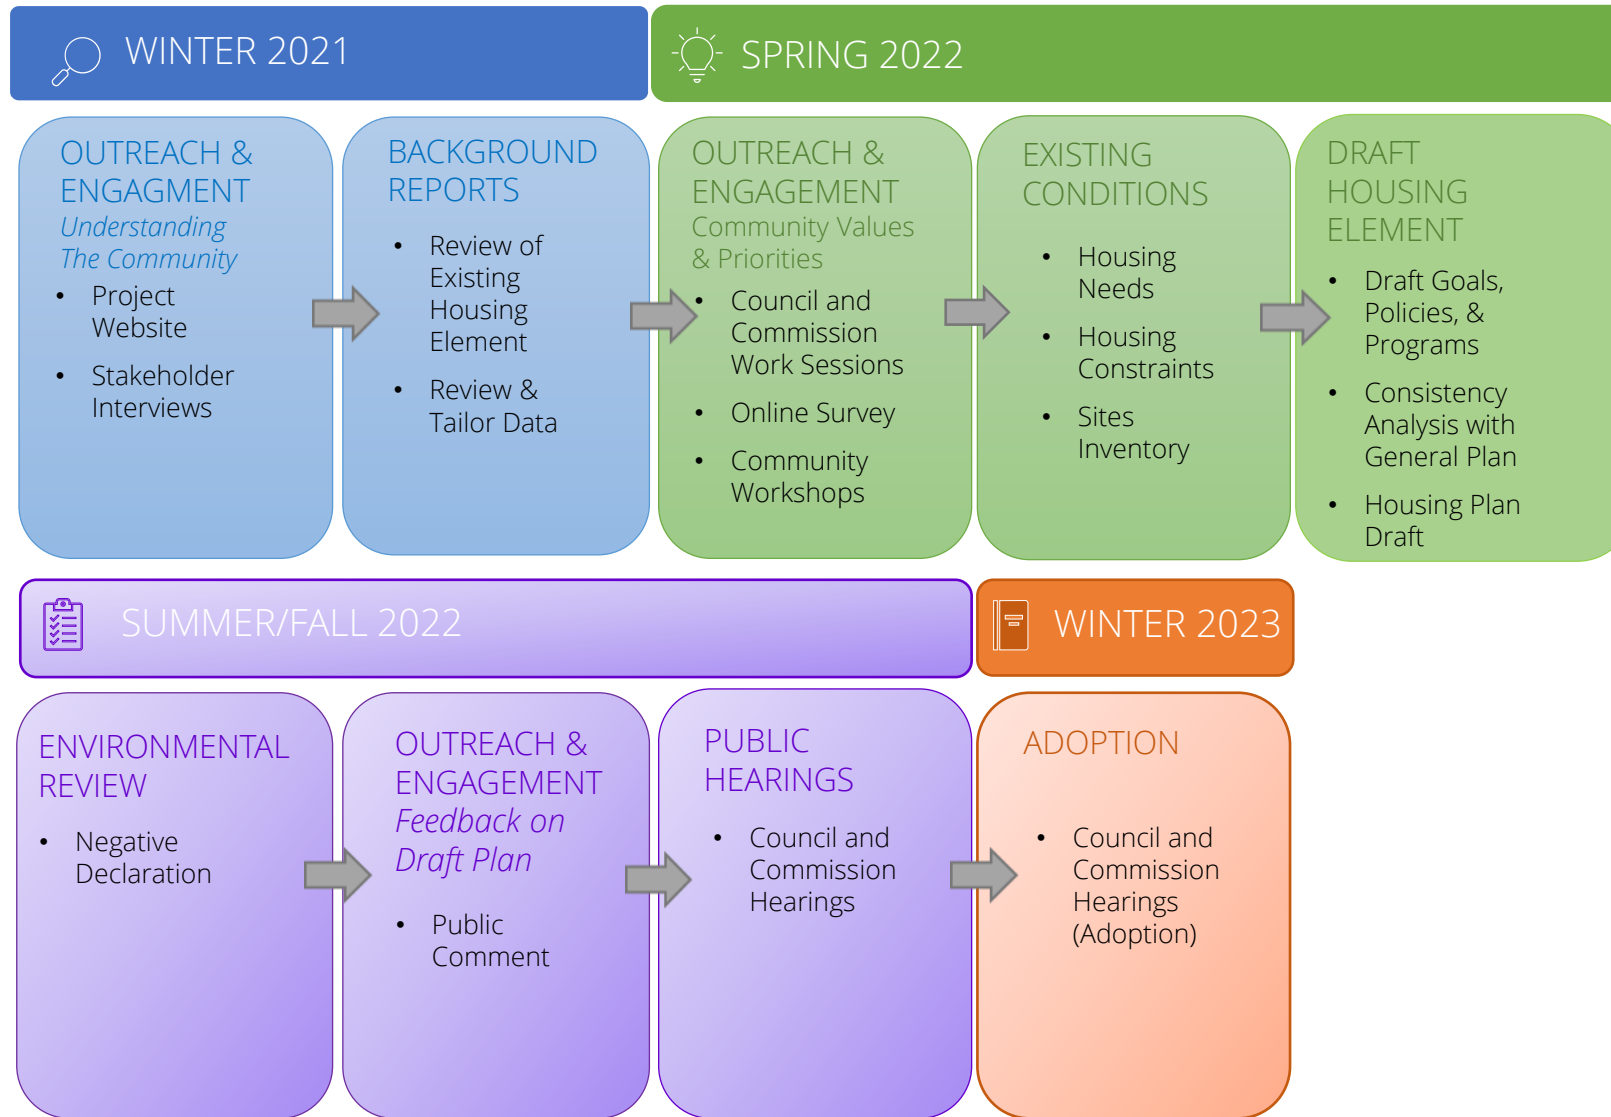 WINTER 2021
SPRING 2022
OUTREACH &
ENGAGMENT
Understanding
The Community
• Project
Website
• Stakeholder
Interviews
BACKGROUND
REPORTS
• Review of
Existing
Housing
Element
• Review &
Tailor Data
OUTREACH &
ENGAGEMENT
Community Values
& Priorities
• Council and
Commission
Work Sessions
• Online Survey
• Community
Workshops
EXISTING
CONDITIONS
• Housing
Needs
• Housing
Constraints
• Sites
Inventory
DRAFT
HOUSING
ELEMENT
• Draft Goals,
Policies, &
Programs
• Consistency
Analysis with
General Plan
• Housing Plan
Draft
SUMMER/FALL 2022
WINTER 2023
ENVIRONMENTAL
REVIEW
• Negative
Declaration
OUTREACH &
ENGAGEMENT
Feedback on
Draft Plan
• Public
Comment
PUBLIC
HEARINGS
• Council and
Commission
Hearings
ADOPTION
• Council and
Commission
Hearings
(Adoption)